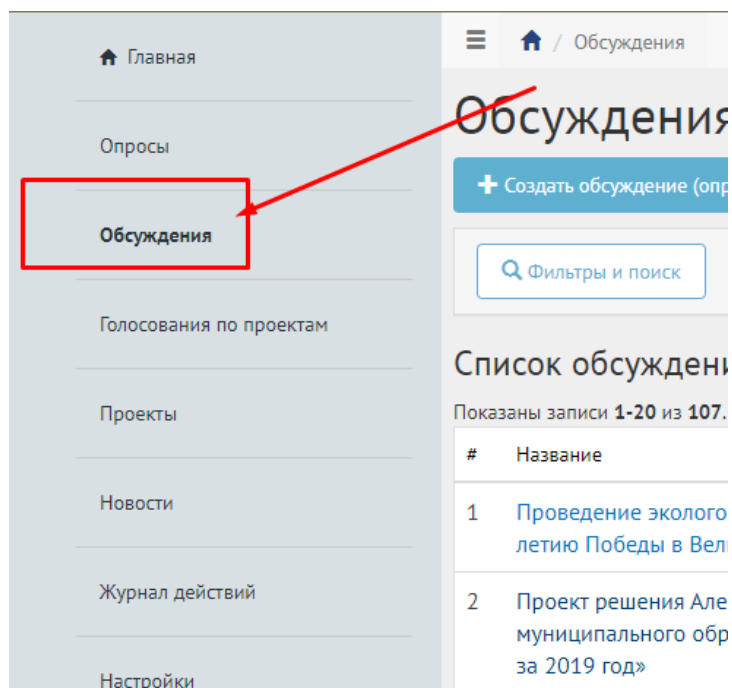 Главная
Опросы
Обсуждения
Голосования по проектам
Проекты
Новости
Журнал действий
Настройки
/ Обсуждения
Обсуждения
Создать обсуждение (опр
Фильтры и поиск
Список обсуждени
Показаны записи 1-20 из 107.
# Название
1 Проведение эколого
летию Победы в Вел
2 Проект решения Але
муниципального обр
за 2019 год»